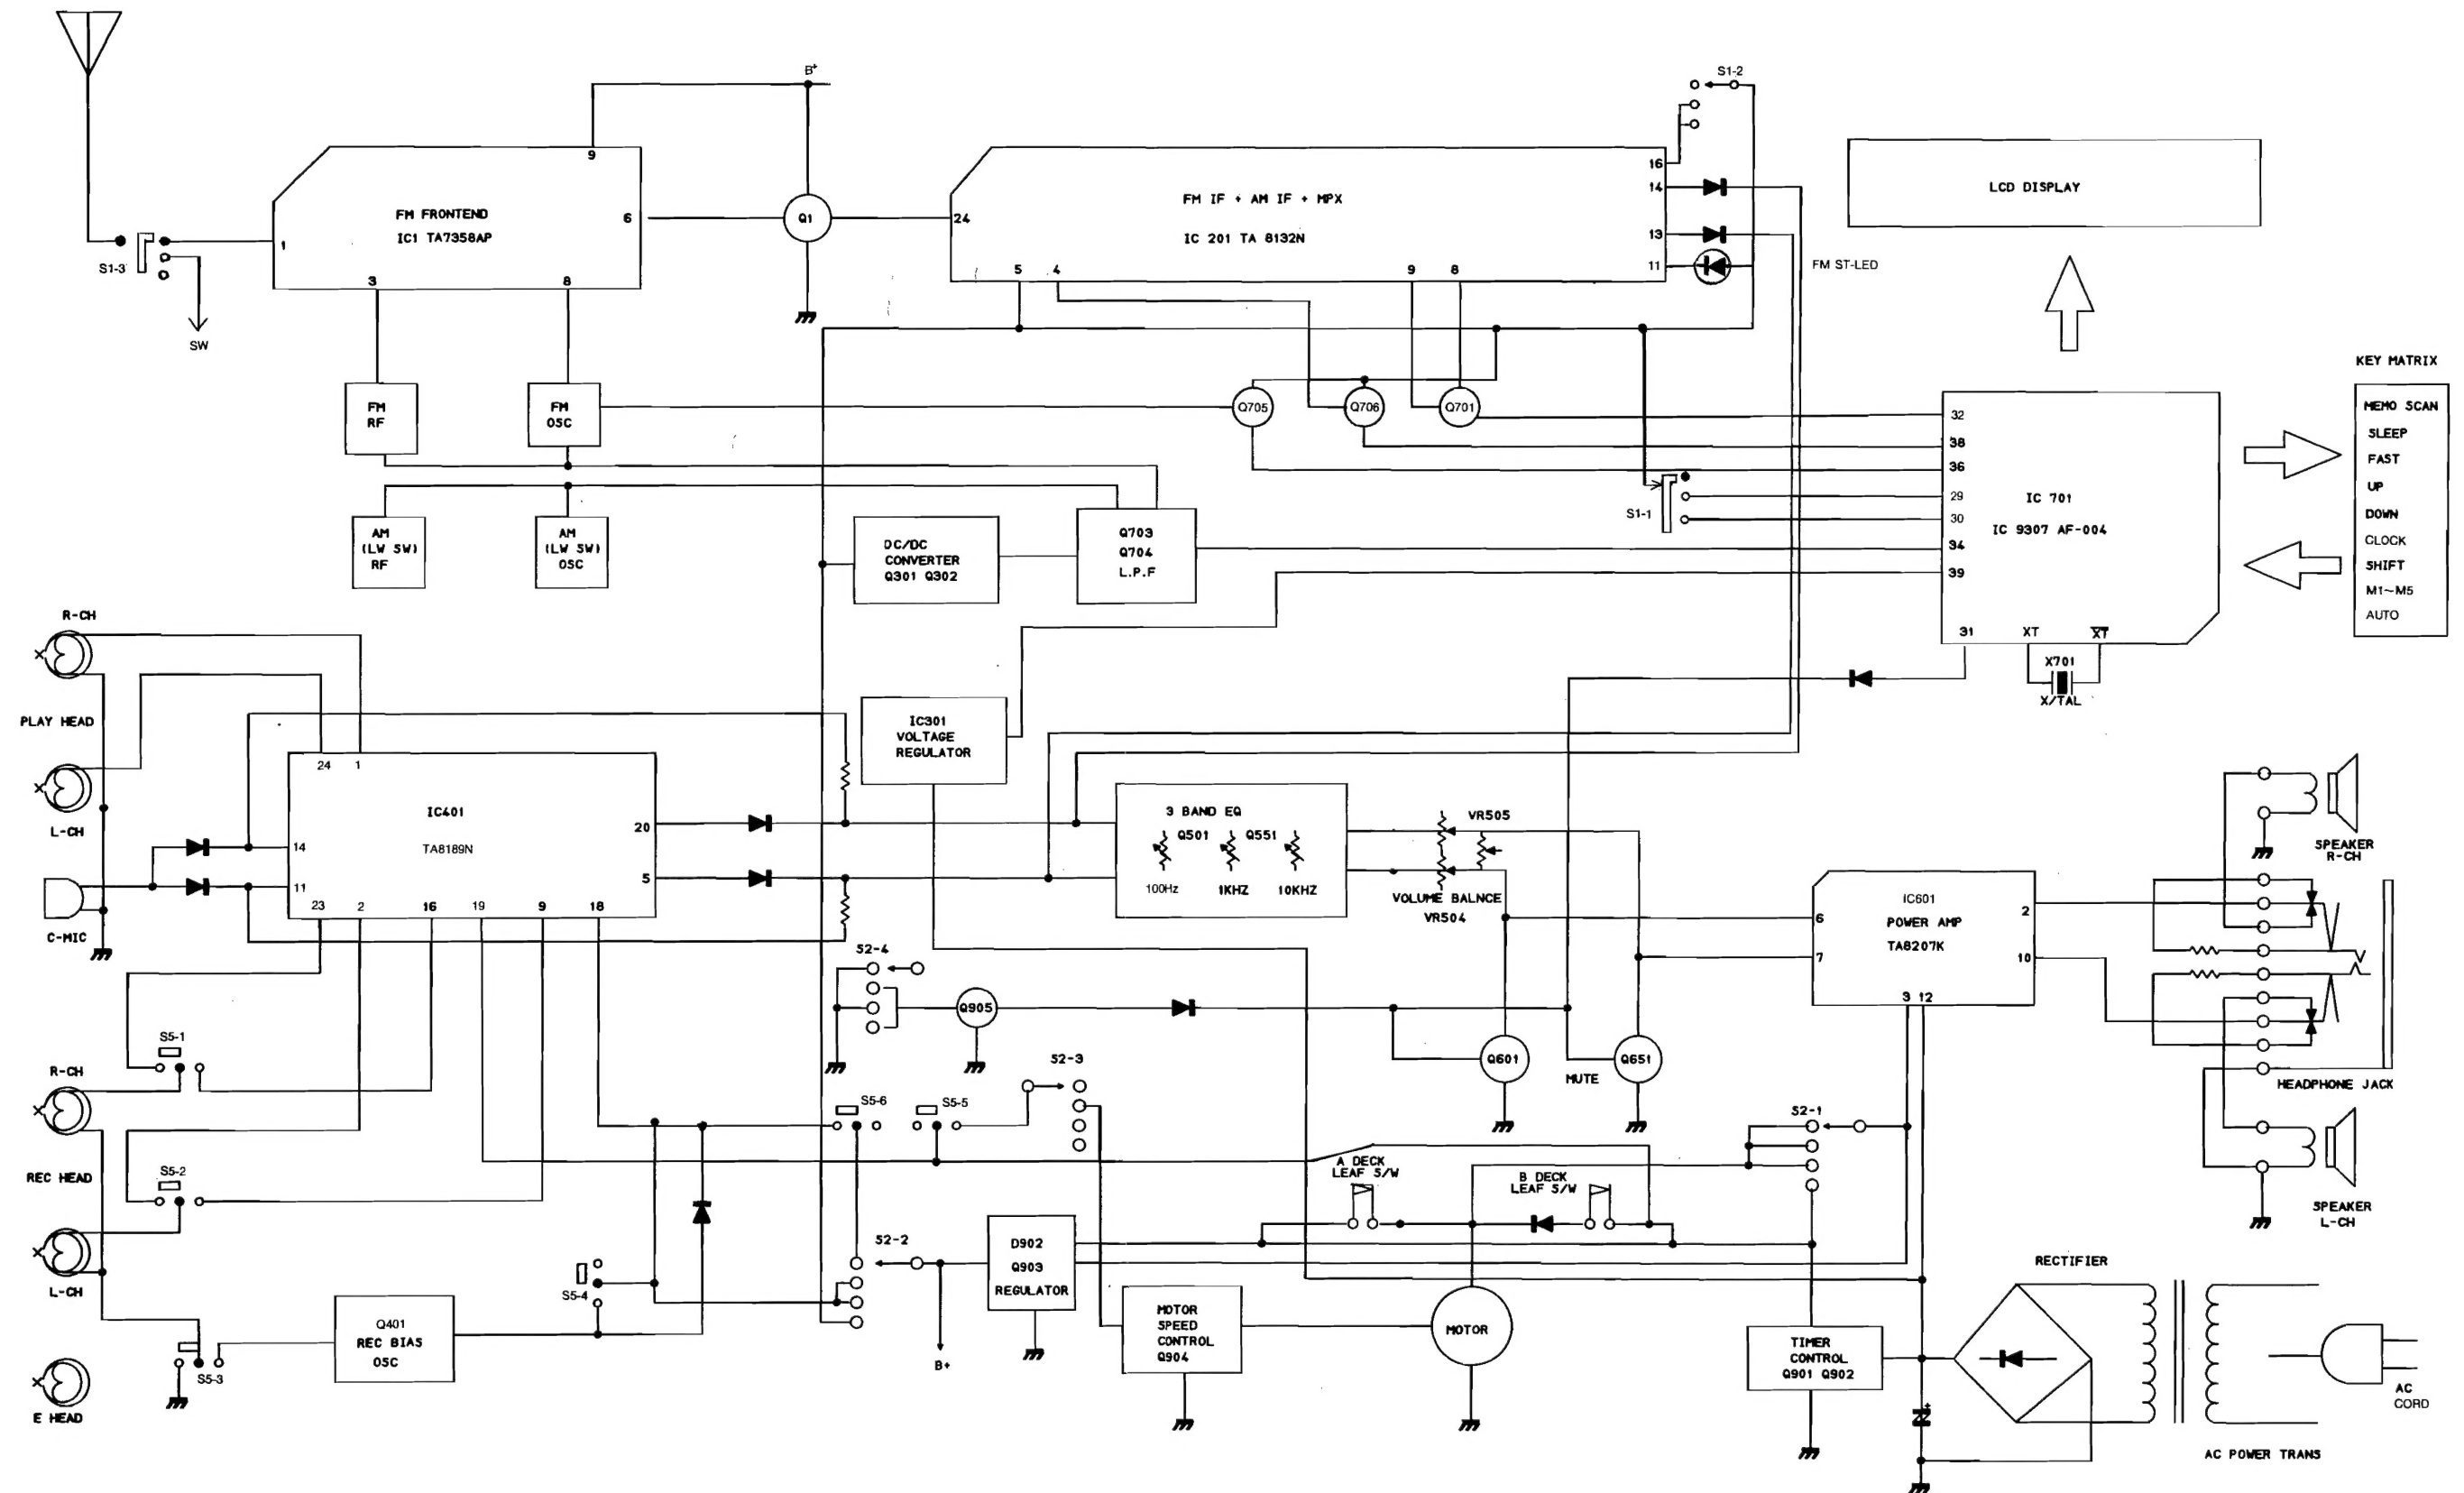 B+
S1-2
9
FM FRONTEND
IC1 TA7358AP
6
1
3
8
S1-3
SW
Q1
FM IF + AM IF + MPX
IC 201 TA 8132N
24
16
14
13
11
5
4
9
8
FM ST-LED
LCD DISPLAY
KEY MATRIX
MEMO SCAN
SLEEP
FAST
UP
DOWN
CLOCK
SHIFT
M1~M5
AUTO
FM
RF
FM
OSC
Q705
Q706
Q701
32
38
36
29
30
34
39
IC 701
IC 9307 AF-004
31
XT
XT
X701
X/TAL
S1-1
AM
(LW SW)
RF
AM
(LW SW)
OSC
DC/DC
CONVERTER
Q301 Q302
Q703
Q704
L.P.F
R-CH
PLAY HEAD
L-CH
C-MIC
24
1
IC401
TA8189N
20
14
11
5
23
2
16
19
9
18
IC301
VOLTAGE
REGULATOR
3 BAND EQ
Q501
Q551
100Hz
1KHZ
10KHZ
VR505
VOLUME BALNCE
VR504
IC601
POWER AMP
TA8207K
6
7
2
10
3
12
SPEAKER
R-CH
HEADPHONE JACK
SPEAKER
L-CH
S2-4
Q905
Q601
Q651
MUTE
S5-1
R-CH
REC HEAD
S5-2
L-CH
S5-3
E HEAD
S5-4
Q401
REC BIAS
OSC
S5-6
S5-5
S2-3
S2-2
B+
D902
Q903
REGULATOR
A DECK
LEAF S/W
B DECK
LEAF S/W
S2-1
MOTOR
SPEED
CONTROL
Q904
MOTOR
TIMER
CONTROL
Q901 Q902
+
RECTIFIER
AC POWER TRANS
AC
CORD